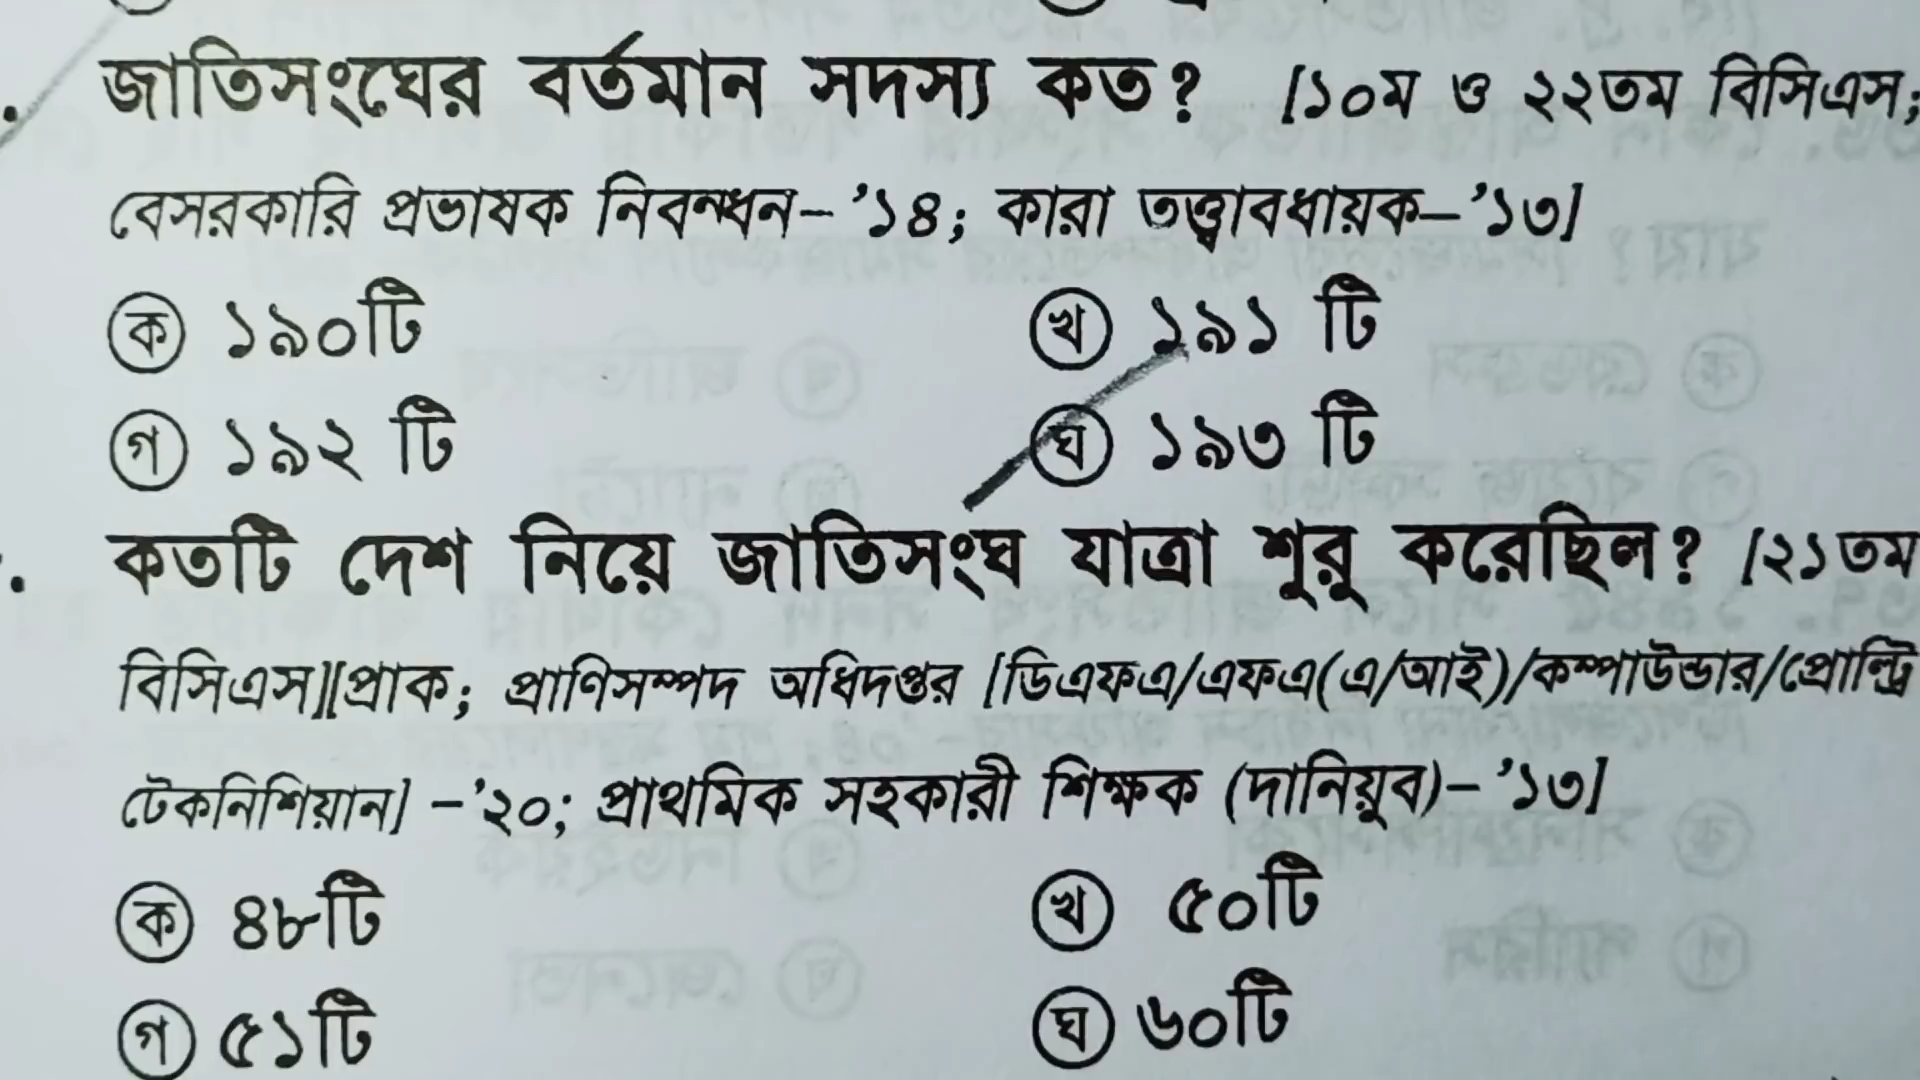 জাতিসংঘের বর্তমান সদস্য কত? [১০ম ও ২২তম বিসিএস;
বেসরকারি প্রভাষক নিবন্ধন– ’১৪; কারা তত্ত্বাবধায়ক–’১৩]
ক ১৯০টি খ ১৯১ টি
গ ১৯২ টি ঘ ১৯৩ টি
কতটি দেশ নিয়ে জাতিসংঘ যাত্রা শুরু করেছিল? [২১তম
বিসিএস][প্রাক; প্রাণিসম্পদ অধিদপ্তর [ডিএফএ/এফএ(এ/আই)/কম্পাউন্ডার/প্রোল্ট্রি
টেকনিশিয়ান] –’২০; প্রাথমিক সহকারী শিক্ষক (দানিয়ুব)– ’১৩]
ক ৪৮টি খ ৫০টি
গ ৫১টি ঘ ৬০টি